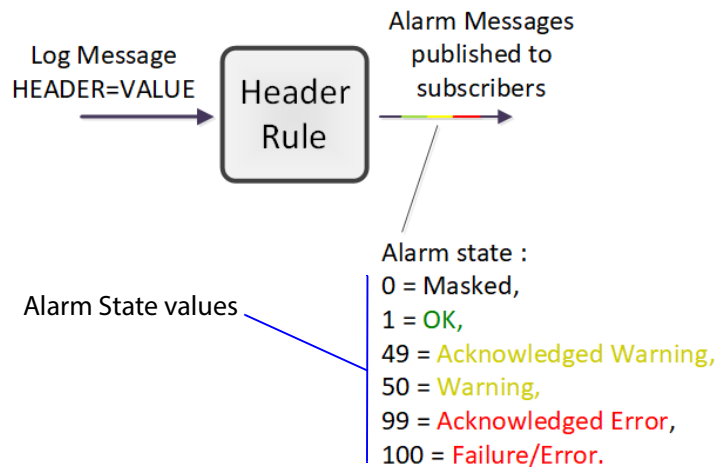 Log Message
HEADER=VALUE
Header
Rule
Alarm Messages
published to
subscribers
Alarm State values
Alarm state :
0 = Masked,
1 = OK,
49 = Acknowledged Warning,
50 = Warning,
99 = Acknowledged Error,
100 = Failure/Error.